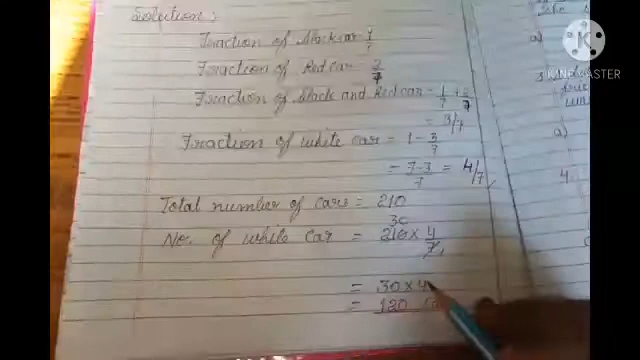 Solution:
Fraction of Black car 1/7
Fraction of Red car = 2/7
Fraction of Black and Red car = 1/7 + 2/7
= 3/7
Fraction of white car = 1 - 3/7
= 7-3/7 = 4/7
Total number of cars = 210
30
No. of white car = 210 × 4/7
= 30×4
= 120
a)
a)
4.
KINEMASTER